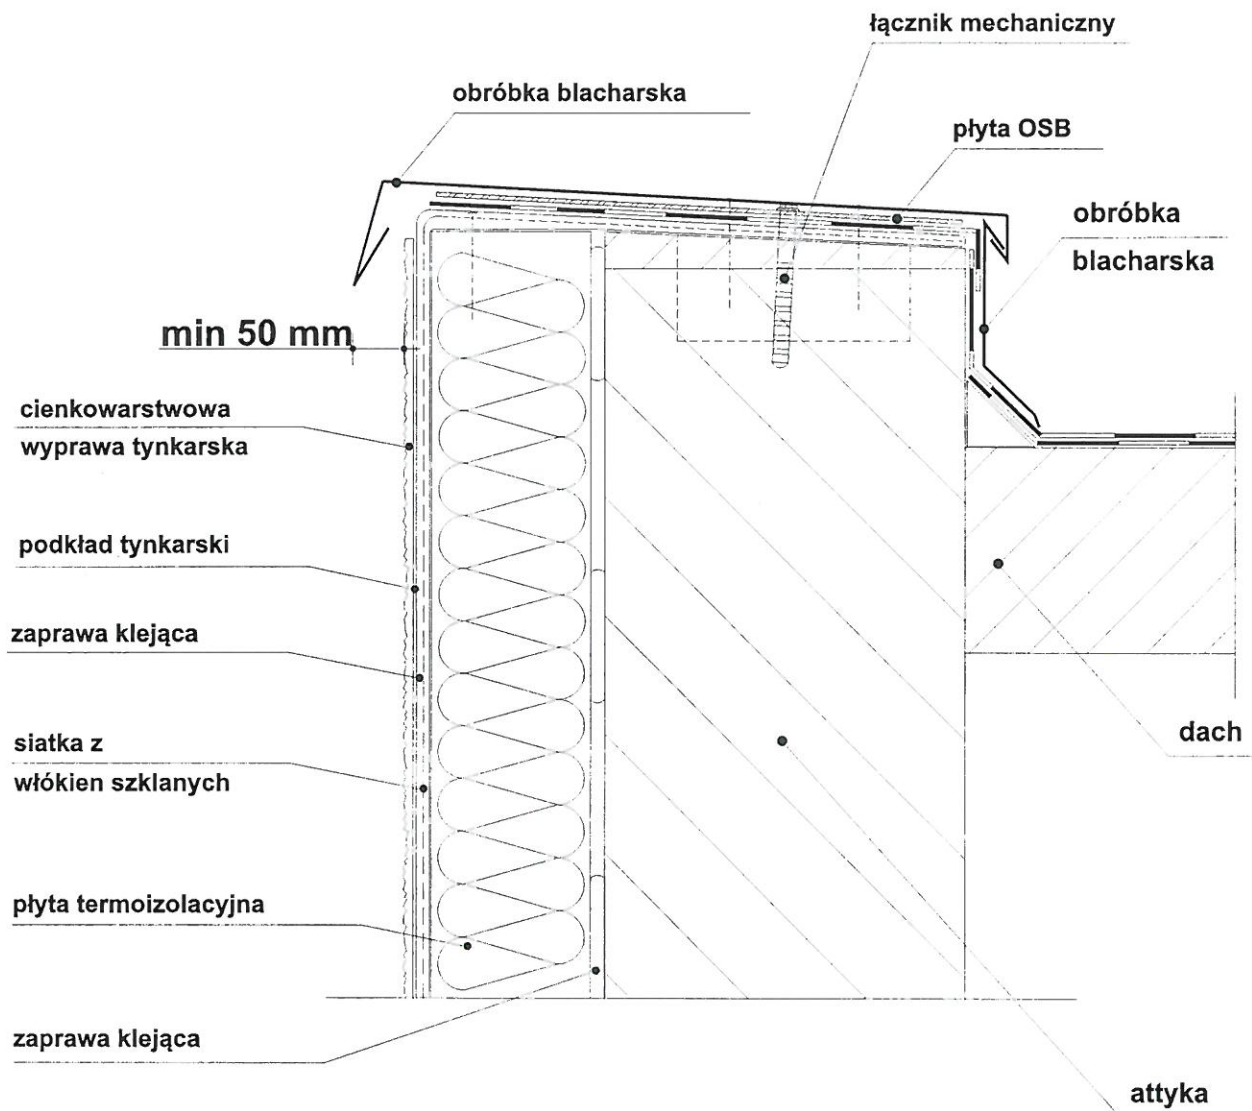 łącznik mechaniczny
obróbka blacharska
płyta OSB
obróbka
blacharska
min 50 mm
cienkowarstwowa
wyprawa tynkarska
podkład tynkarski
zaprawa klejąca
siatka z
włókien szklanych
dach
płyta termoizolacyjna
zaprawa klejąca
attyka